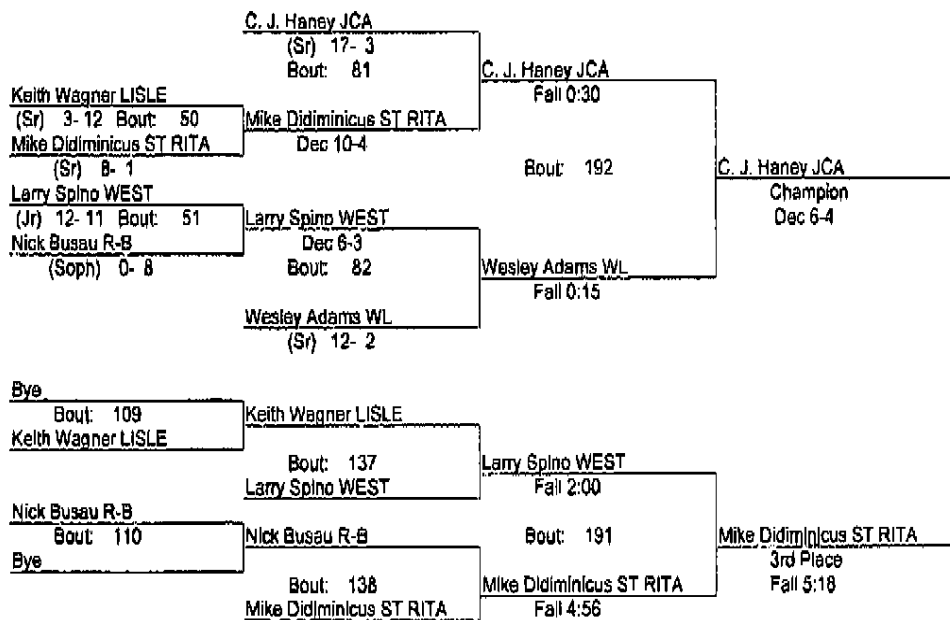 C. J. Haney JCA
(Sr) 17- 3
Bout: 81
C. J. Haney JCA
Fall 0:30
Keith Wagner LISLE
(Sr) 3- 12 Bout: 50
Mike Didiminicus ST RITA
Mike Didiminicus ST RITA
Dec 10-4
(Sr) 8- 1
Bout: 192
C. J. Haney JCA
Champion
Dec 6-4
Larry Spino WEST
(Jr) 12- 11 Bout: 51
Larry Spino WEST
Dec 6-3
Nick Busau R-B
(Soph) 0- 8
Bout: 82
Wesley Adams WL
Fall 0:15
Wesley Adams WL
(Sr) 12- 2
Bye
Bout: 109
Keith Wagner LISLE
Keith Wagner LISLE
Bout: 137
Larry Spino WEST
Fall 2:00
Larry Spino WEST
Nick Busau R-B
Bout: 110
Nick Busau R-B
Bout: 191
Mike Didiminicus ST RITA
3rd Place
Fall 5:18
Bye
Bout: 138
Mike Didiminicus ST RITA
Fall 4:56
Mike Didiminicus ST RITA